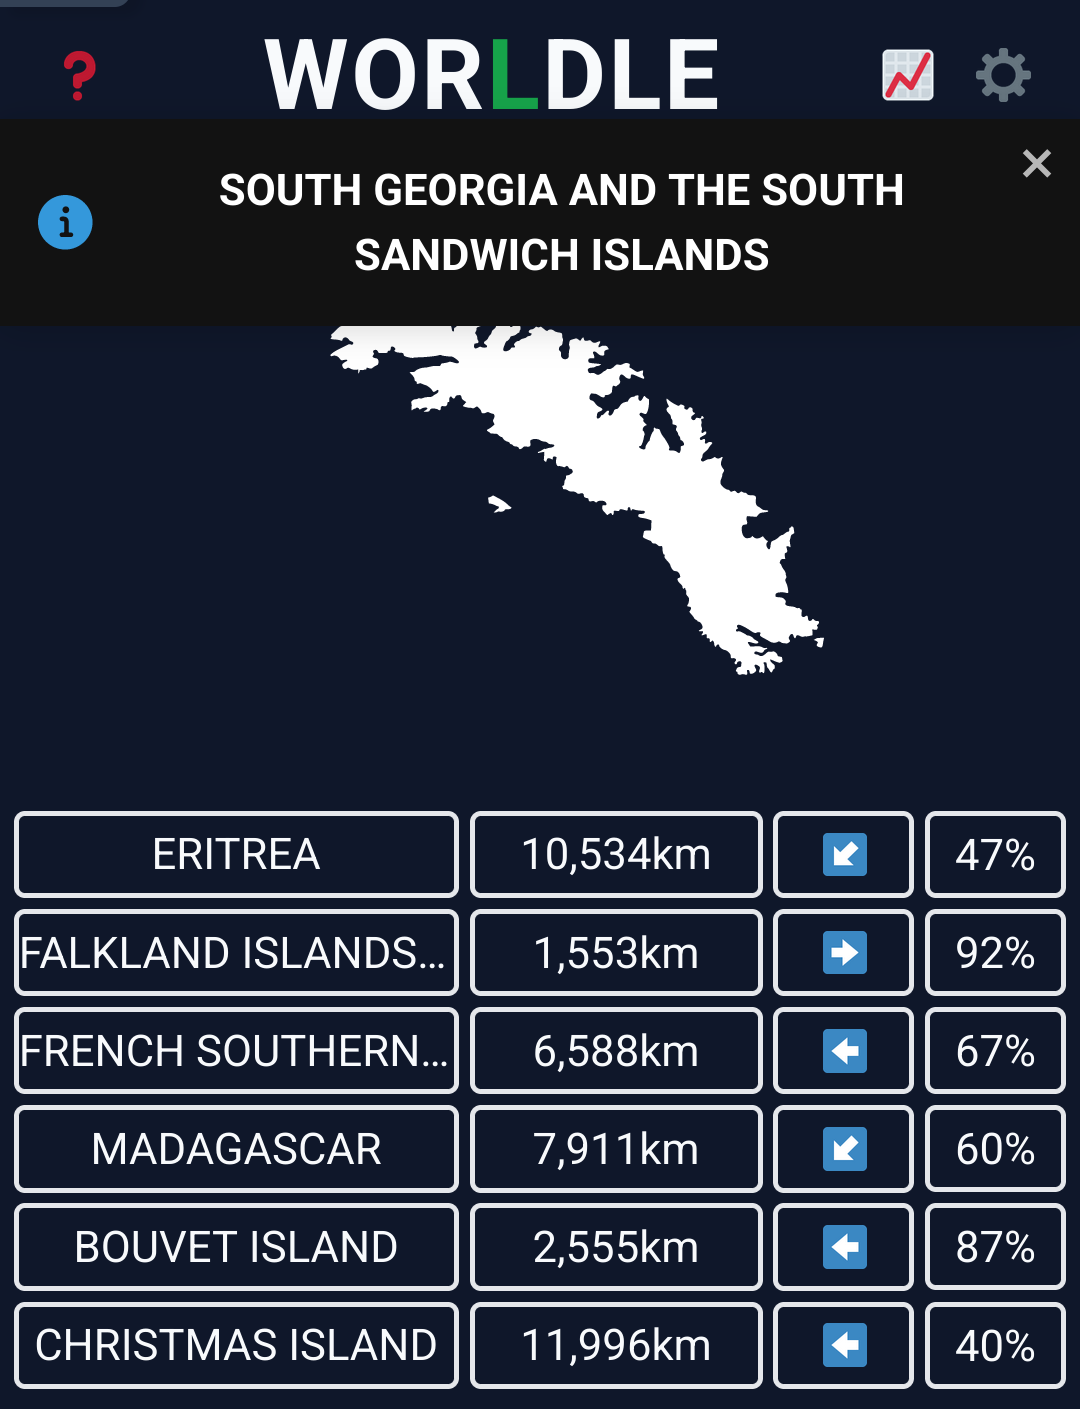 WORLDLE
SOUTH GEORGIA AND THE SOUTH
SANDWICH ISLANDS
ERITREA 10,534km 47%
FALKLAND ISLANDS... 1,553km 92%
FRENCH SOUTHERN... 6,588km 67%
MADAGASCAR 7,911km 60%
BOUVET ISLAND 2,555km 87%
CHRISTMAS ISLAND 11,996km 40%